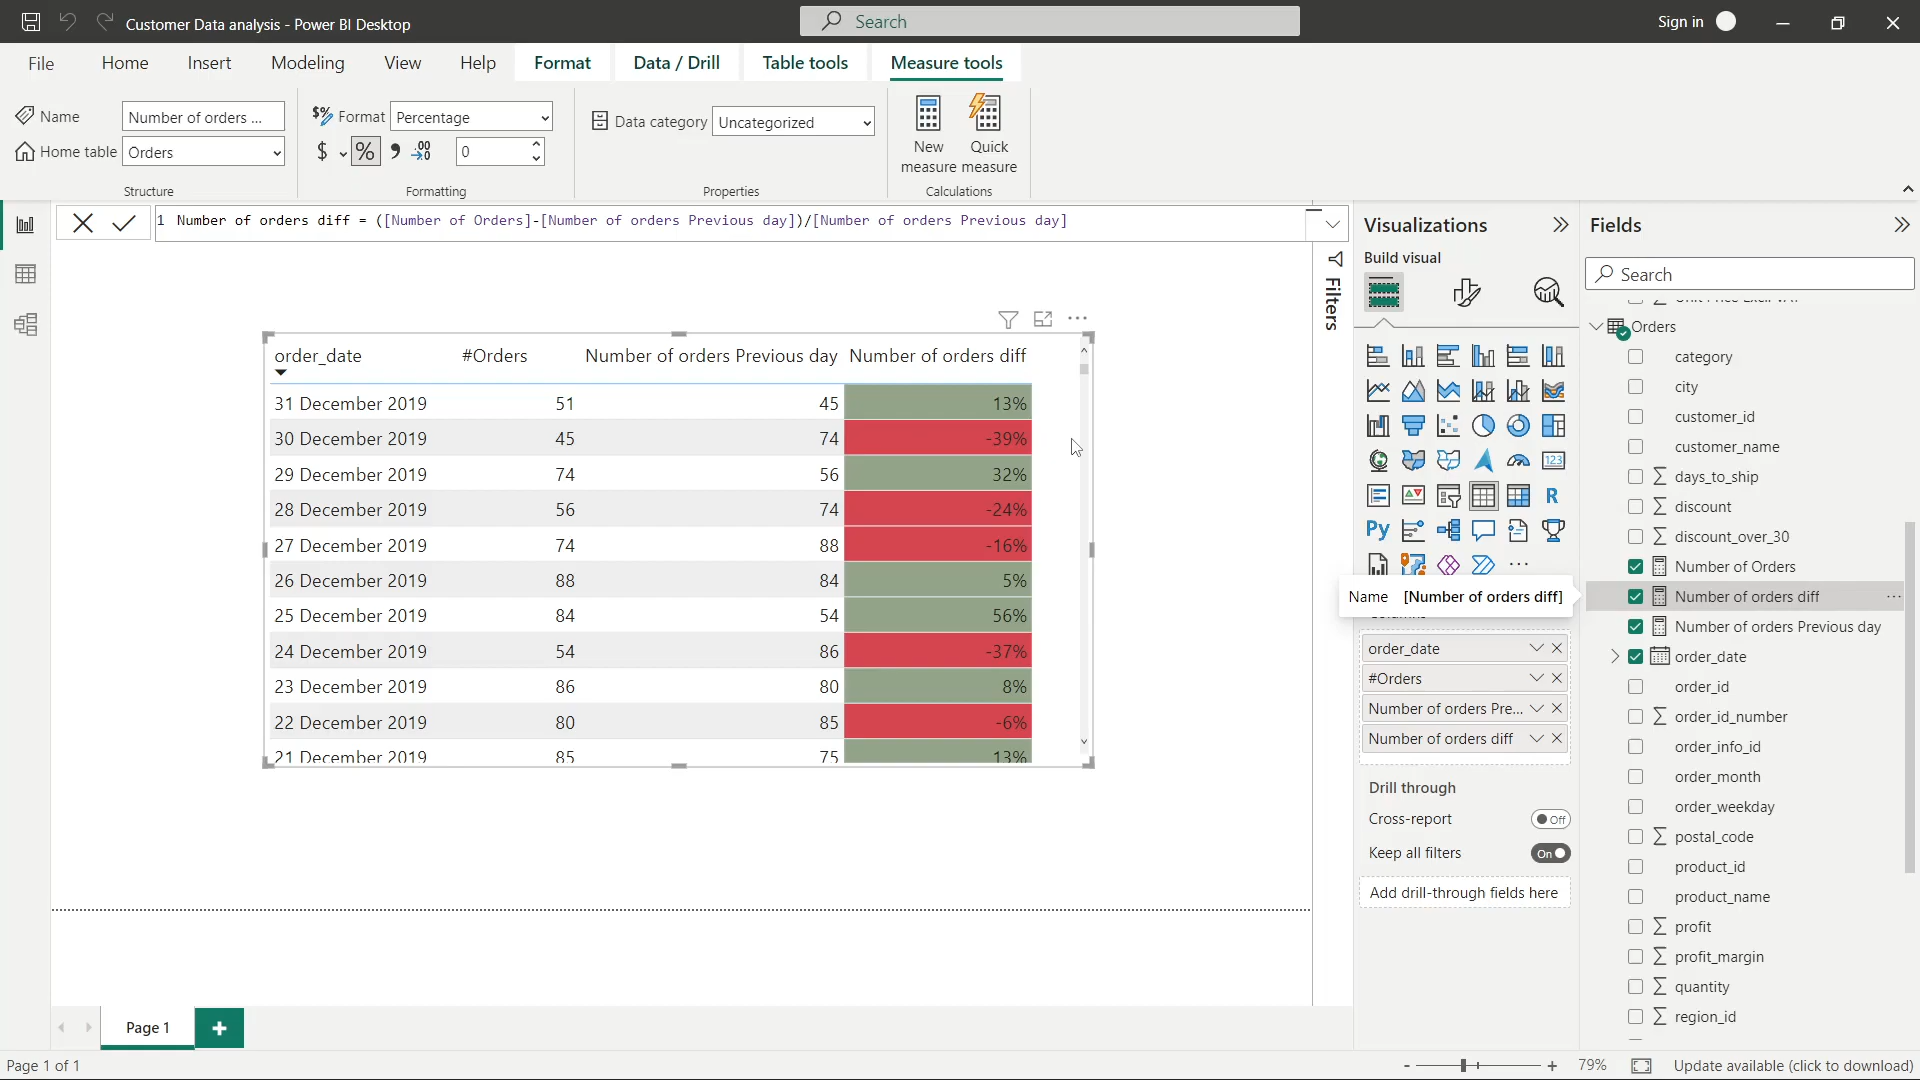 Customer Data analysis - Power BI Desktop
Search
Sign in
File
Home
Insert
Modeling
View
Help
Format
Data / Drill
Table tools
Measure tools
Name
Number of orders ...
Home table
Orders
Structure
Format
Percentage
$
%
0
Formatting
Data category
Uncategorized
Properties
New measure
Quick measure
Calculations
1 Number of orders diff = ([Number of Orders]-[Number of orders Previous day])/[Number of orders Previous day]
order_date #Orders Number of orders Previous day Number of orders diff
31 December 2019 51 45 13%
30 December 2019 45 74 -39%
29 December 2019 74 56 32%
28 December 2019 56 74 -24%
27 December 2019 74 88 -16%
26 December 2019 88 84 5%
25 December 2019 84 54 56%
24 December 2019 54 86 -37%
23 December 2019 86 80 8%
22 December 2019 80 85 -6%
21 December 2019 85 75 13%
Filters
Visualizations
Build visual
123
R
Py
Name [Number of orders diff]
order_date
#Orders
Number of orders Pre...
Number of orders diff
Drill through
Cross-report
Off
Keep all filters
On
Add drill-through fields here
Fields
Search
Orders
category
city
customer_id
customer_name
days_to_ship
discount
discount_over_30
Number of Orders
Number of orders diff
Number of orders Previous day
order_date
order_id
order_id_number
order_info_id
order_month
order_weekday
postal_code
product_id
product_name
profit
profit_margin
quantity
region_id
Page 1
Page 1 of 1
79%
Update available (click to download)